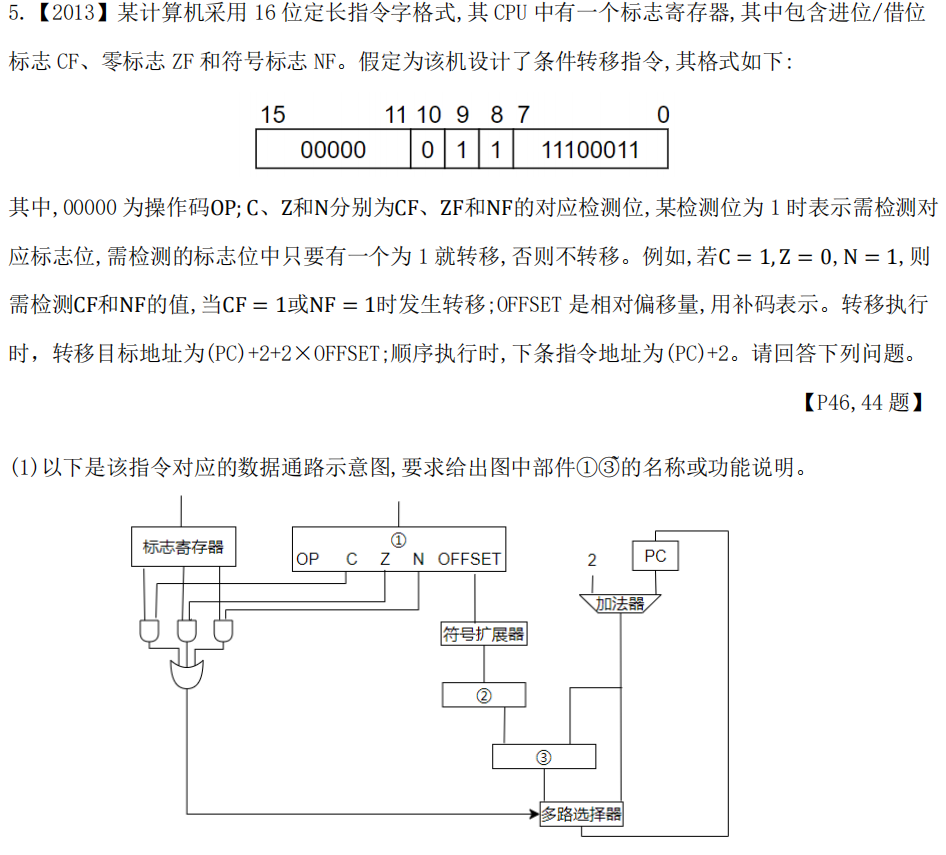 5.【2013】某计算机采用 16 位定长指令字格式,其 CPU 中有一个标志寄存器,其中包含进位/借位
标志 CF、零标志 ZF 和符号标志 NF。假定为该机设计了条件转移指令,其格式如下:
15 11 10 9 8 7 0
00000 0 1 1 11100011
其中,00000 为操作码OP; C、Z和N分别为CF、ZF和NF的对应检测位,某检测位为 1 时表示需检测对
应标志位,需检测的标志位中只要有一个为 1 就转移,否则不转移。例如,若C = 1, Z = 0, N = 1,则
需检测CF和NF的值,当CF = 1或NF = 1时发生转移;OFFSET 是相对偏移量,用补码表示。转移执行
时，转移目标地址为(PC)+2+2×OFFSET;顺序执行时,下条指令地址为(PC)+2。请回答下列问题。
【P46,44 题】
(1)以下是该指令对应的数据通路示意图,要求给出图中部件①~③的名称或功能说明。
标志寄存器
①
OP C Z N OFFSET
2
PC
加法器
符号扩展器
②
③
多路选择器